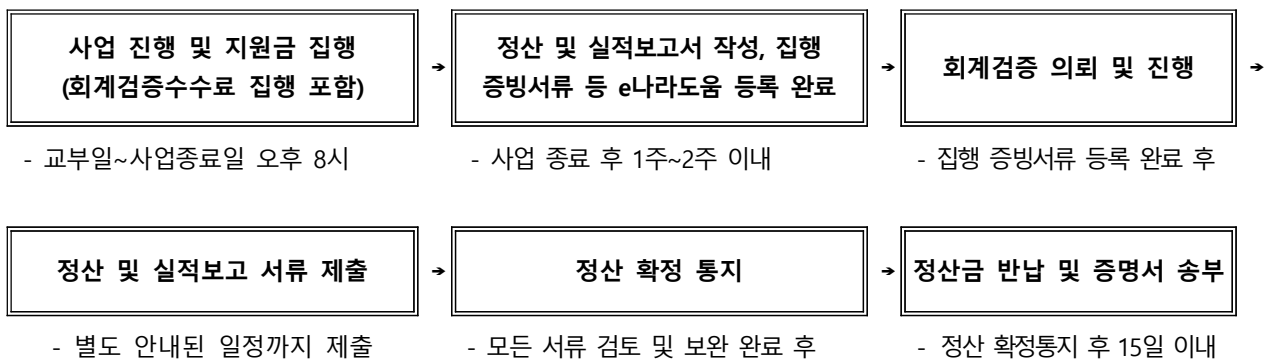 사업 진행 및 지원금 집행
(회계검증수수료 집행 포함)
➔
정산 및 실적보고서 작성, 집행
증빙서류 등 e나라도움 등록 완료
➔
회계검증 의뢰 및 진행
➔
- 교부일~사업종료일 오후 8시
- 사업 종료 후 1주~2주 이내
- 집행 증빙서류 등록 완료 후
정산 및 실적보고 서류 제출
➔
정산 확정 통지
➔
정산금 반납 및 증명서 송부
- 별도 안내된 일정까지 제출
- 모든 서류 검토 및 보완 완료 후
- 정산 확정통지 후 15일 이내